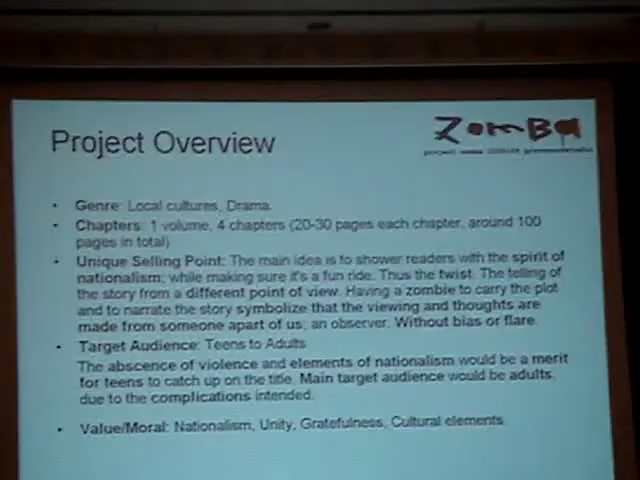 ZomBa
Project Overview
• Genre: Local cultures, Drama.
• Chapters: 1 volume, 4 chapters (20-30 pages each chapter, around 100
pages in total)
• Unique Selling Point: The main idea is to shower readers with the spirit of
nationalism; while making sure it's a fun ride. Thus the twist. The telling of
the story from a different point of view. Having a zombie to carry the plot
and to narrate the story symbolize that the viewing and thoughts are
made from someone apart of us; an observer. Without bias or flare.
• Target Audience: Teens to Adults
The abscence of violence and elements of nationalism would be a merit
for teens to catch up on the title. Main target audience would be adults,
due to the complications intended.
• Value/Moral: Nationalism, Unity, Gratefulness, Cultural elements.